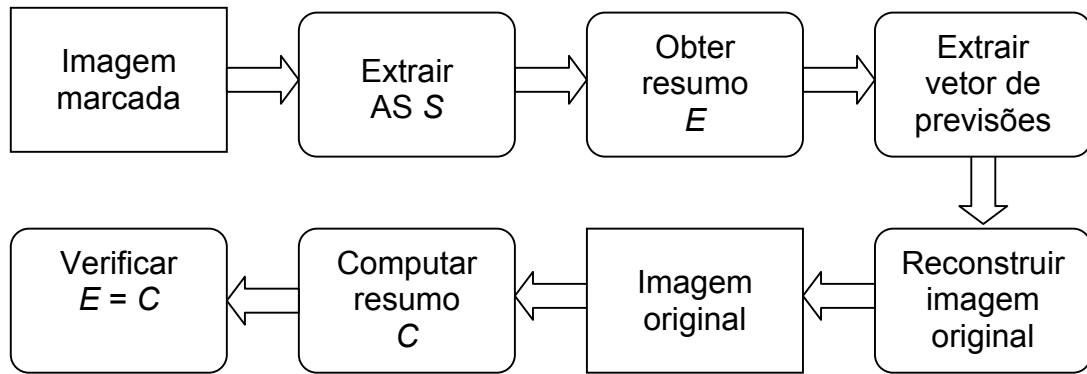 Imagem
marcada
Extrair
AS S
Obter
resumo
E
Extrair
vetor de
previsões
Reconstruir
imagem
original
Imagem
original
Computar
resumo
C
Verificar
E = C